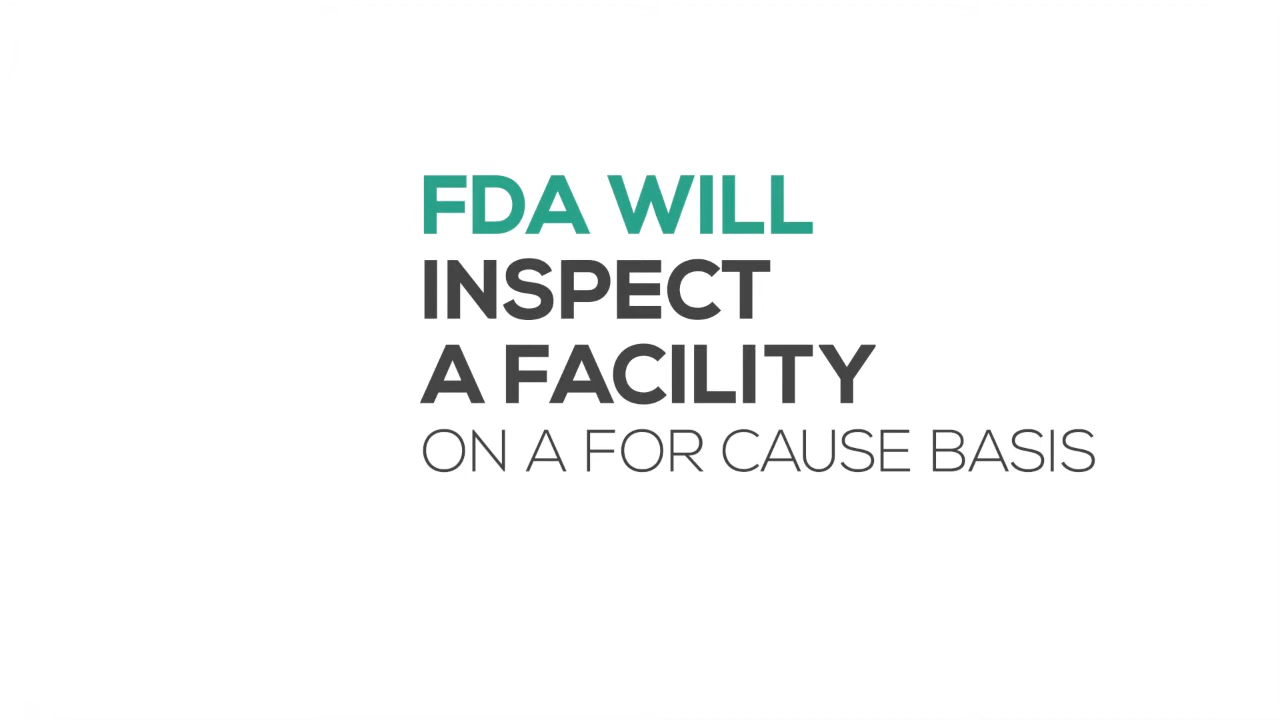 FDA WILL
INSPECT
A FACILITY
ON A FOR CAUSE BASIS